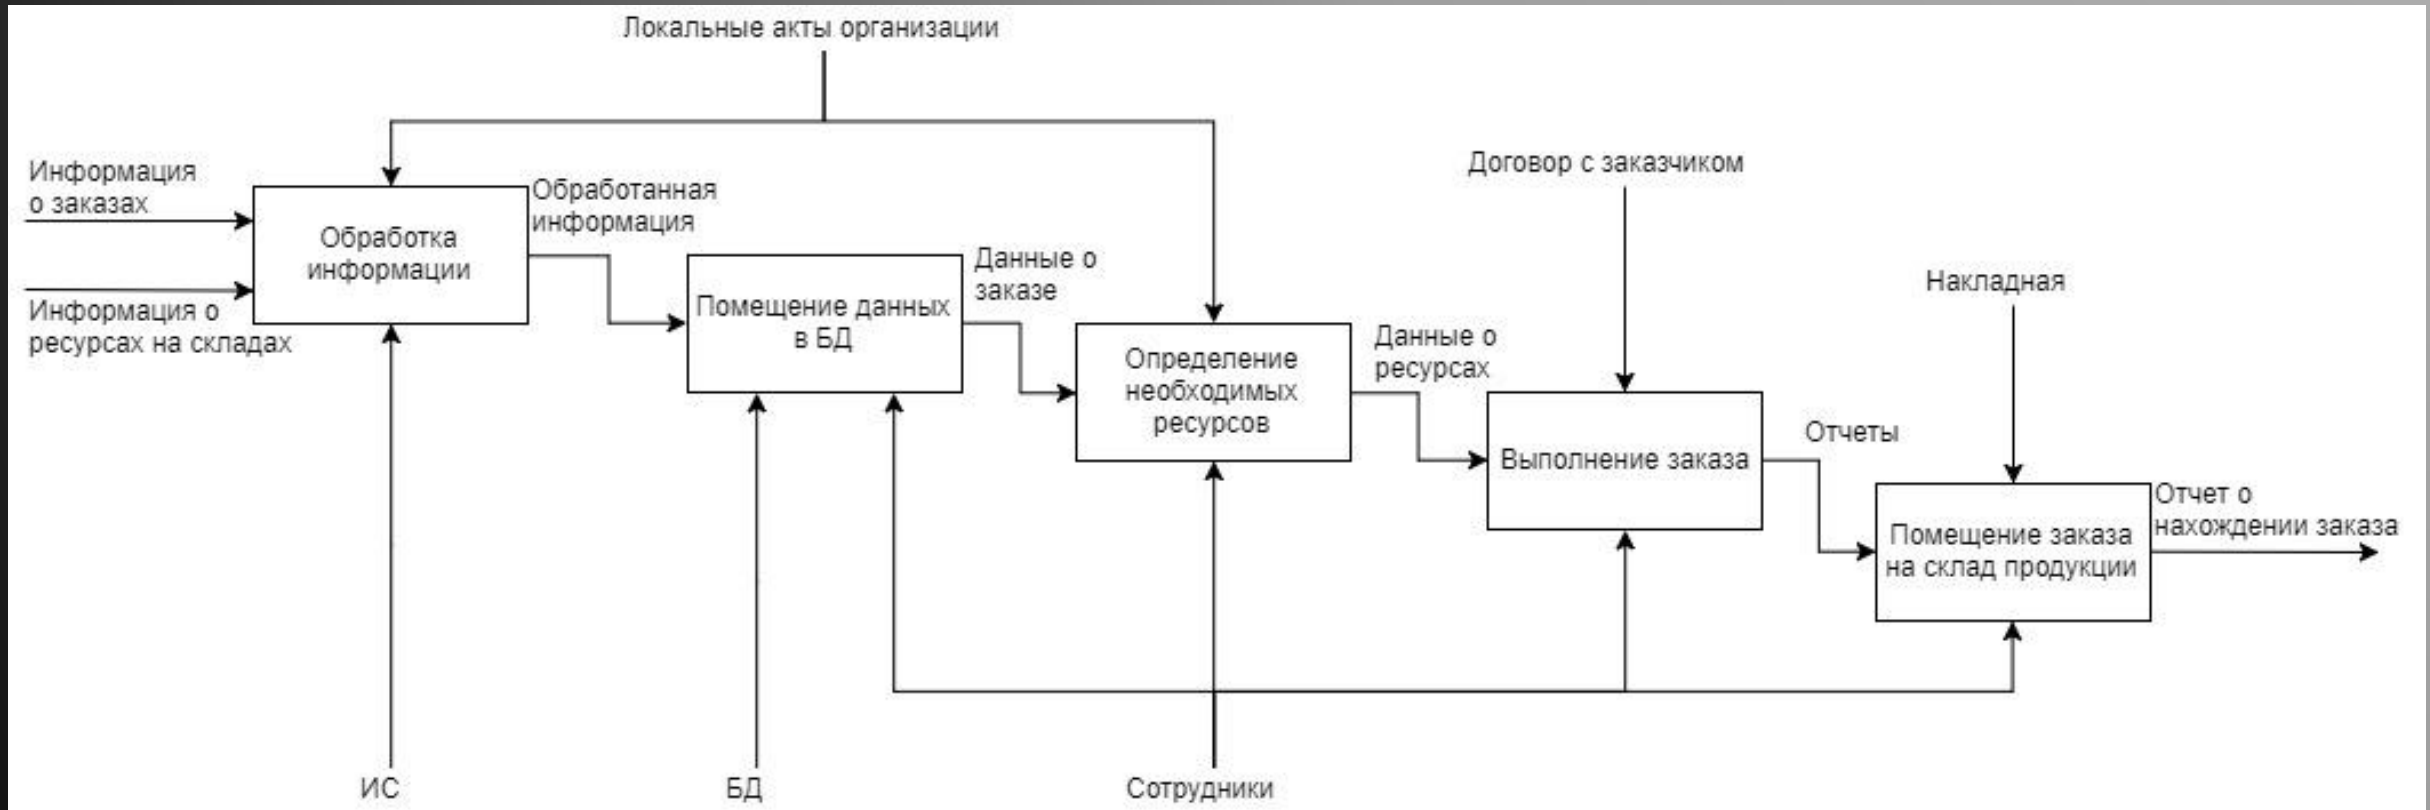 Локальные акты организации
Информация
о заказах
Информация о
ресурсах на складах
Обработка
информации
Обработанная
информация
Помещение данных
в БД
Данные о
заказе
Определение
необходимых
ресурсов
Данные о
ресурсах
Договор с заказчиком
Выполнение заказа
Отчеты
Накладная
Помещение заказа
на склад продукции
Отчет о
нахождении заказа
ИС
БД
Сотрудники